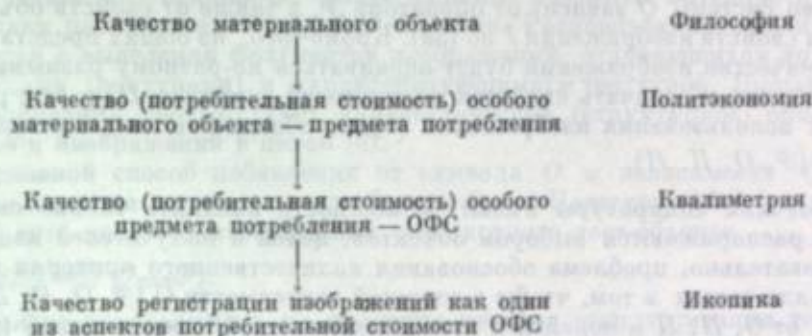 Качество материального объекта Философия
Качество (потребительная стоимость) особого Политэкономия
материального объекта — предмета потребления
Качество (потребительная стоимость) особого Квалиметрия
предмета потребления — ОФС
Качество регистрации изображений как один Иконика
из аспектов потребительной стоимости ОФС